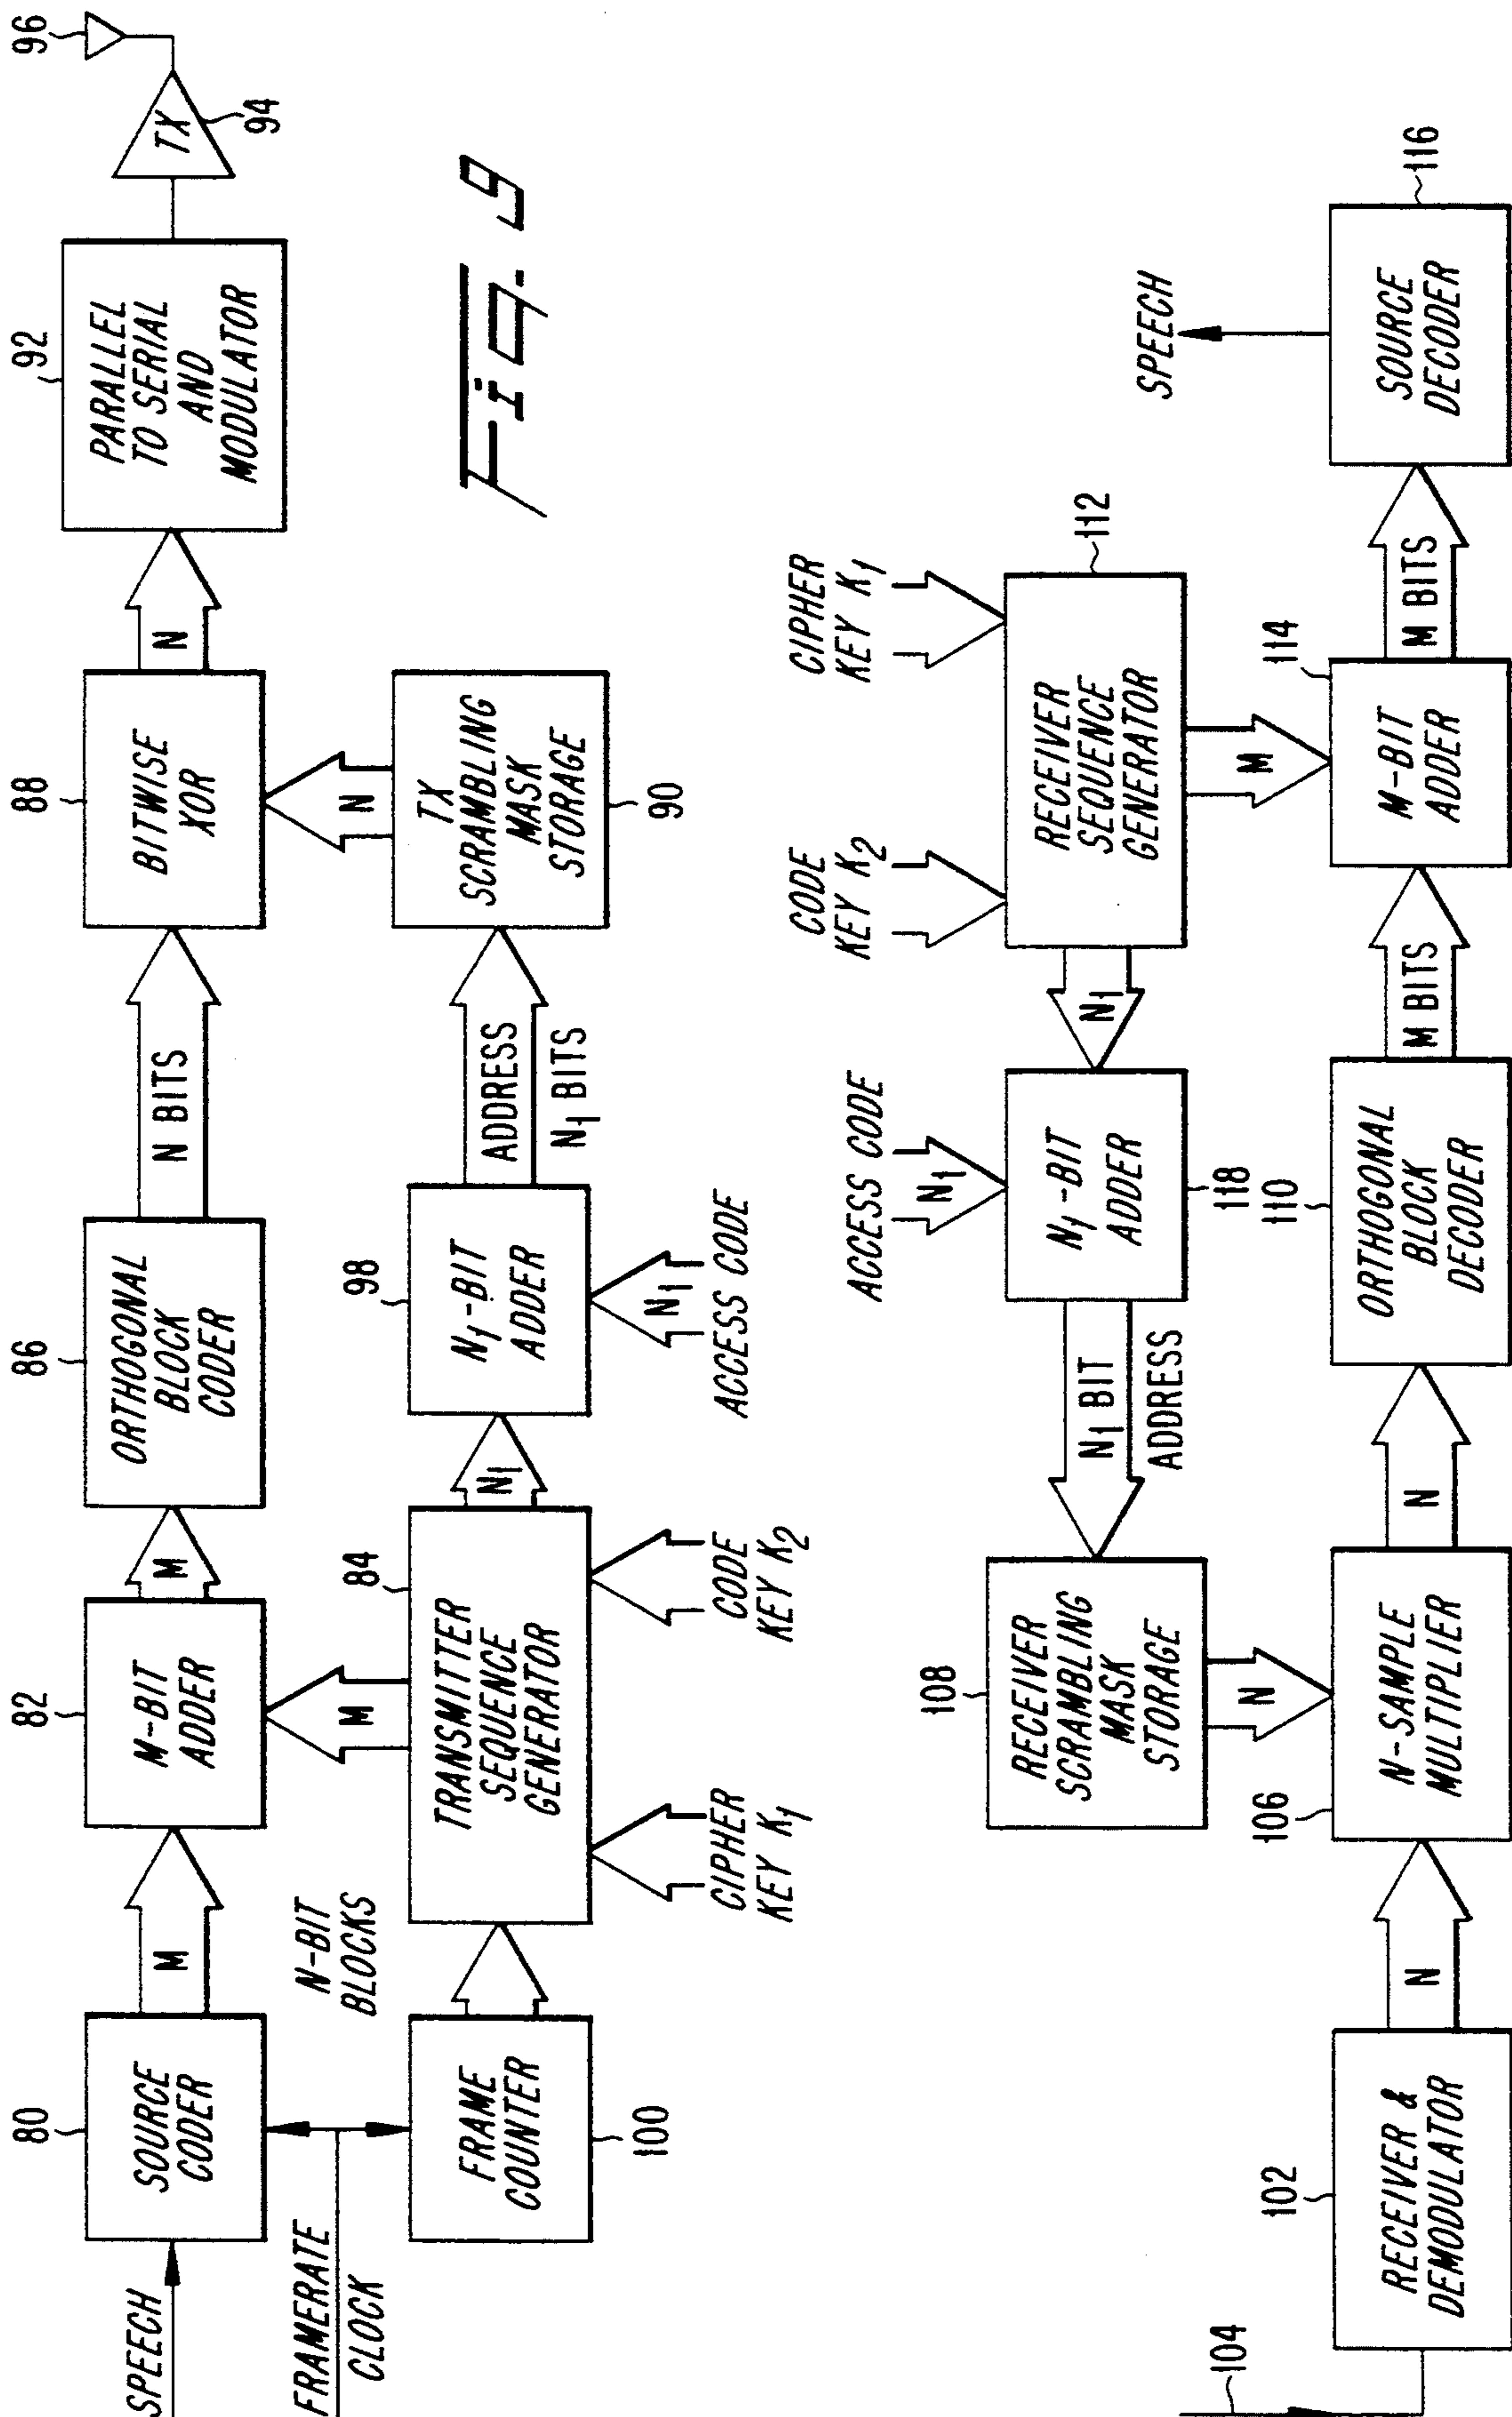 SPEECH
80
SOURCE
CODER
M
82
M-BIT
ADDER
M
86
ORTHOGONAL
BLOCK
CODER
N BITS
88
BITWISE
XOR
N
92
PARALLEL
TO SERIAL
AND
MODULATOR
TX
94
96
FRAMERATE
CLOCK
N-BIT
BLOCKS
M
N
FRAME
COUNTER
100
84
TRANSMITTER
SEQUENCE
GENERATOR
CIPHER
KEY K1
CODE
KEY K2
N1
98
N1-BIT
ADDER
N1
ACCESS CODE
ADDRESS
N1 BITS
TX
SCRAMBLING
MASK
STORAGE
90
Fig. 9
CODE
KEY K2
CIPHER
KEY K1
112
RECEIVER
SEQUENCE
GENERATOR
N1
M
ACCESS CODE
N1
N1-BIT
ADDER
118
N1 BIT
ADDRESS
108
RECEIVER
SCRAMBLING
MASK
STORAGE
N
104
102
RECEIVER &
DEMODULATOR
N
106
N-SAMPLE
MULTIPLIER
N
110
ORTHOGONAL
BLOCK
DECODER
M BITS
114
M-BIT
ADDER
M BITS
SOURCE
DECODER
116
SPEECH